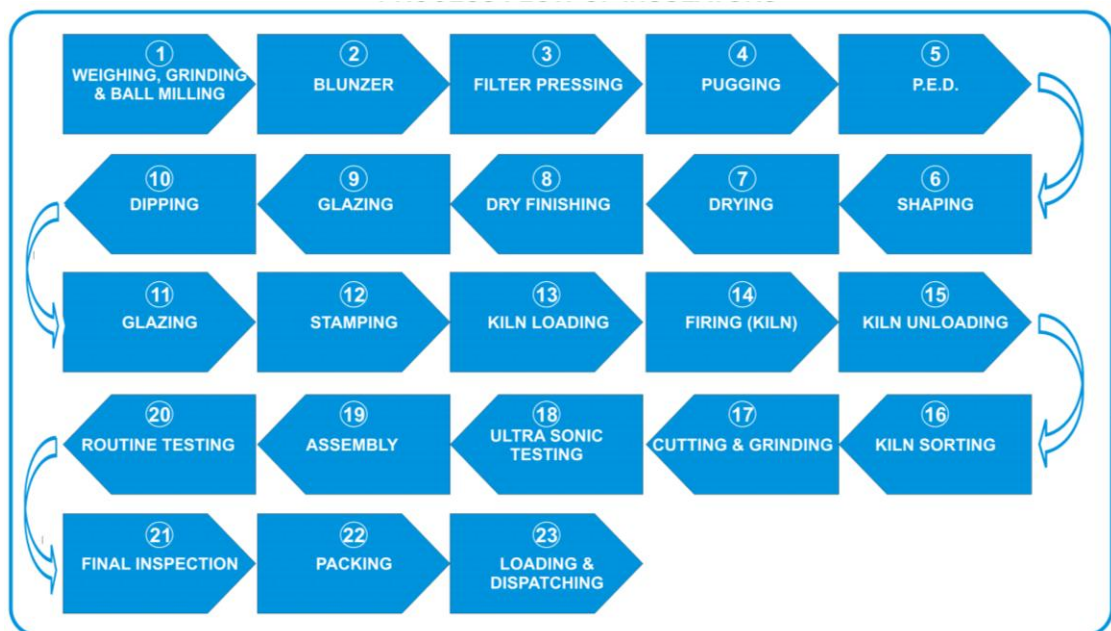 1
WEIGHING, GRINDING
& BALL MILLING
2
BLUNZER
3
FILTER PRESSING
4
PUGGING
5
P.E.D.
6
SHAPING
7
DRYING
8
DRY FINISHING
9
GLAZING
10
DIPPING
11
GLAZING
12
STAMPING
13
KILN LOADING
14
FIRING (KILN)
15
KILN UNLOADING
16
KILN SORTING
17
CUTTING & GRINDING
18
ULTRA SONIC
TESTING
19
ASSEMBLY
20
ROUTINE TESTING
21
FINAL INSPECTION
22
PACKING
23
LOADING &
DISPATCHING